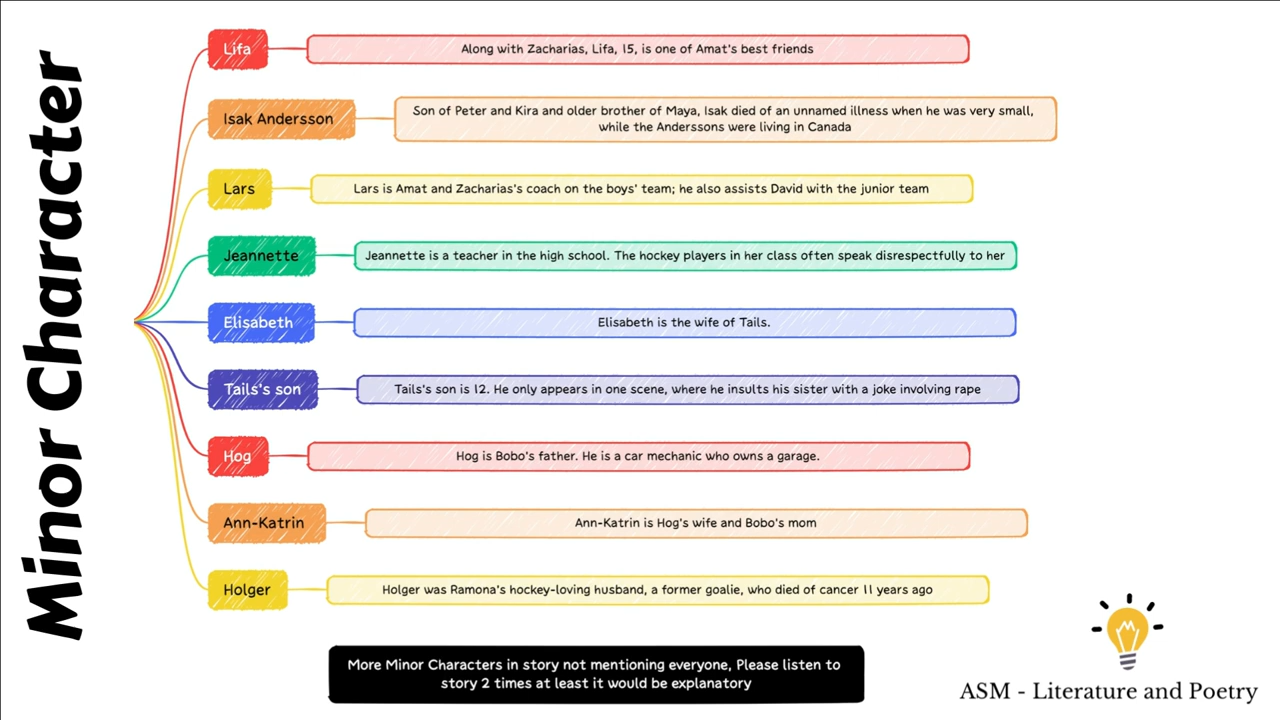 Minor Character
Lifa
Along with Zacharias, Lifa, 15, is one of Amat's best friends
Isak Andersson
Son of Peter and Kira and older brother of Maya, Isak died of an unnamed illness when he was very small,
while the Anderssons were living in Canada
Lars
Lars is Amat and Zacharias's coach on the boys' team; he also assists David with the junior team
Jeannette
Jeannette is a teacher in the high school. The hockey players in her class often speak disrespectfully to her
Elisabeth
Elisabeth is the wife of Tails.
Tails's son
Tails's son is 12. He only appears in one scene, where he insults his sister with a joke involving rape
Hog
Hog is Bobo's father. He is a car mechanic who owns a garage.
Ann-Katrin
Ann-Katrin is Hog's wife and Bobo's mom
Holger
Holger was Ramona's hockey-loving husband, a former goalie, who died of cancer 11 years ago
More Minor Characters in story not mentioning everyone, Please listen to
story 2 times at least it would be explanatory
ASM - Literature and Poetry